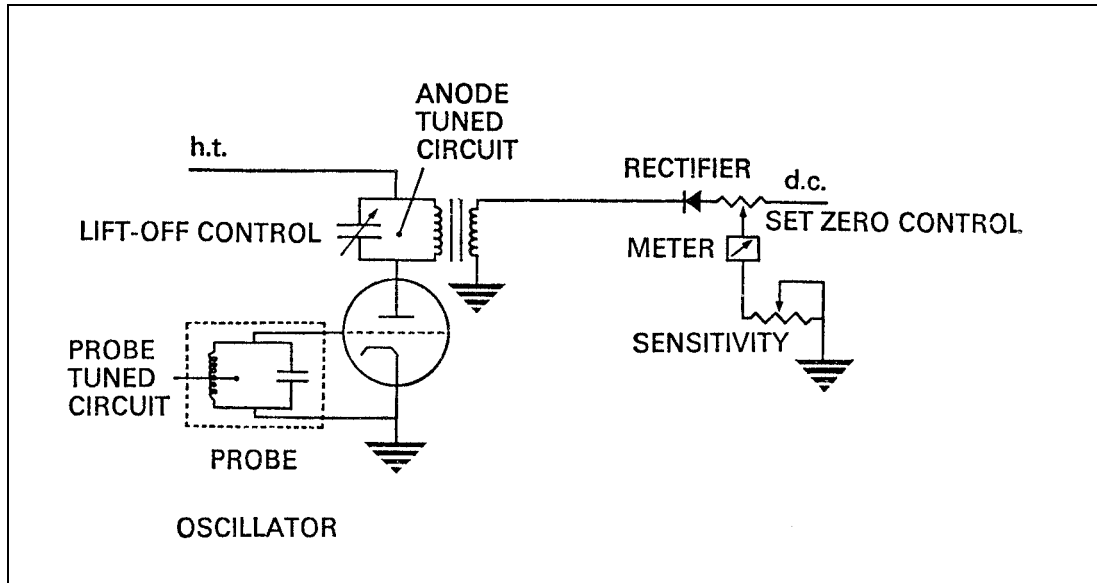 ANODE
TUNED
CIRCUIT
h.t.
RECTIFIER
d.c.
LIFT-OFF CONTROL
SET ZERO CONTROL
METER
SENSITIVITY
PROBE
TUNED
CIRCUIT
PROBE
OSCILLATOR